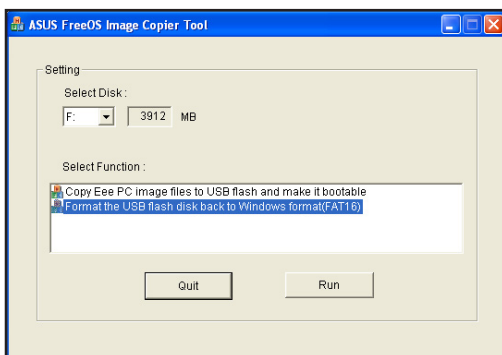 ASUS FreeOS Image Copier Tool
Setting
Select Disk :
F: 3912 MB
Select Function :
Copy Eee PC image files to USB flash and make it bootable
Format the USB flash disk back to Windows format(FAT16)
Quit Run